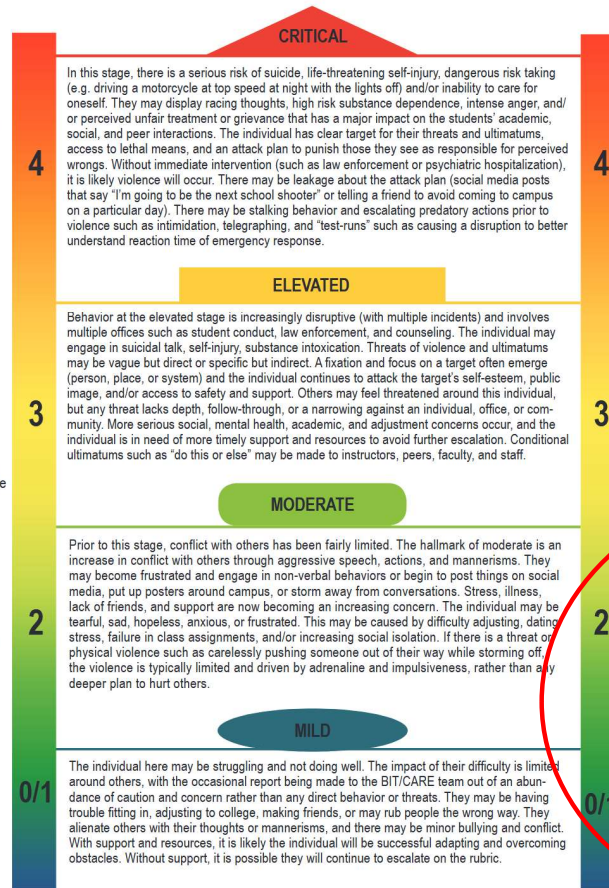 CRITICAL
In this stage, there is a serious risk of suicide, life-threatening self-injury, dangerous risk taking
(e.g. driving a motorcycle at top speed at night with the lights off) and/or inability to care for
oneself. They may display racing thoughts, high risk substance dependence, intense anger, and/
or perceived unfair treatment or grievance that has a major impact on the students' academic,
social, and peer interactions. The individual has clear target for their threats and ultimatums,
4 access to lethal means, and an attack plan to punish those they see as responsible for perceived 4
wrongs. Without immediate intervention (such as law enforcement or psychiatric hospitalization),
it is likely violence will occur. There may be leakage about the attack plan (social media posts
that say "I'm going to be the next school shooter" or telling a friend to avoid coming to campus
on a particular day). There may be stalking behavior and escalating predatory actions prior to
violence such as intimidation, telegraphing, and "test-runs" such as causing a disruption to better
understand reaction time of emergency response.
ELEVATED
Behavior at the elevated stage is increasingly disruptive (with multiple incidents) and involves
multiple offices such as student conduct, law enforcement, and counseling. The individual may
engage in suicidal talk, self-injury, substance intoxication. Threats of violence and ultimatums
may be vague but direct or specific but indirect. A fixation and focus on a target often emerge
(person, place, or system) and the individual continues to attack the target's self-esteem, public
image, and/or access to safety and support. Others may feel threatened around this individual,
3 but any threat lacks depth, follow-through, or a narrowing against an individual, office, or com- 3
munity. More serious social, mental health, academic, and adjustment concerns occur, and the
individual is in need of more timely support and resources to avoid further escalation. Conditional
ultimatums such as "do this or else" may be made to instructors, peers, faculty, and staff.
e
MODERATE
Prior to this stage, conflict with others has been fairly limited. The hallmark of moderate is an
increase in conflict with others through aggressive speech, actions, and mannerisms. They
may become frustrated and engage in non-verbal behaviors or begin to post things on social
media, put up posters around campus, or storm away from conversations. Stress, illness,
lack of friends, and support are now becoming an increasing concern. The individual may be
2 tearful, sad, hopeless, anxious, or frustrated. This may be caused by difficulty adjusting, dating 2
stress, failure in class assignments, and/or increasing social isolation. If there is a threat or
physical violence such as carelessly pushing someone out of their way while storming off,
the violence is typically limited and driven by adrenaline and impulsiveness, rather than any
deeper plan to hurt others.
MILD
The individual here may be struggling and not doing well. The impact of their difficulty is limited
around others, with the occasional report being made to the BIT/CARE team out of an abun-
0/1 dance of caution and concern rather than any direct behavior or threats. They may be having 0/
trouble fitting in, adjusting to college, making friends, or may rub people the wrong way. They
alienate others with their thoughts or mannerisms, and there may be minor bullying and conflict.
With support and resources, it is likely the individual will be successful adapting and overcoming
obstacles. Without support, it is possible they will continue to escalate on the rubric.